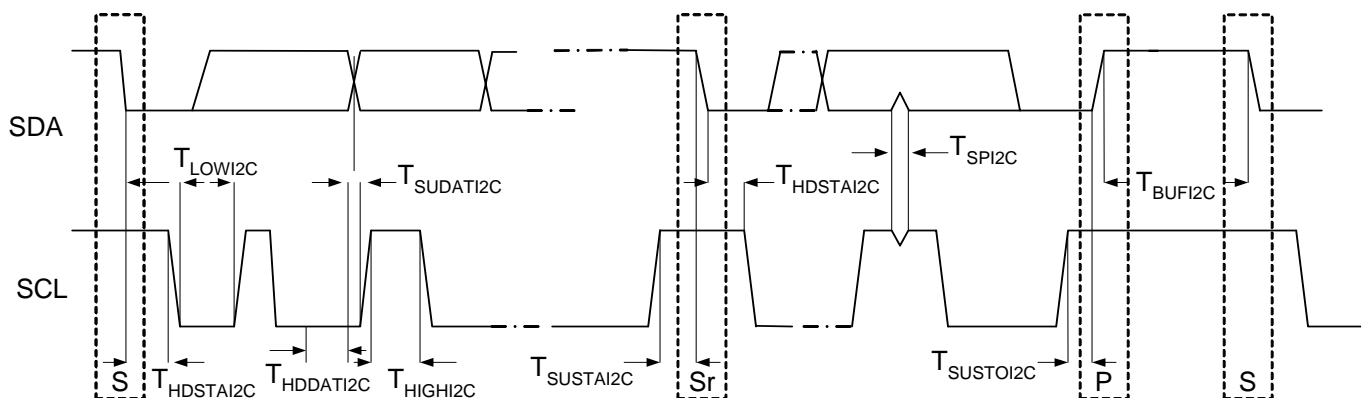 SDA
T_LOWI2C
T_SUDATI2C
T_HDSTAI2C
T_SPI2C
T_BUFI2C
SCL
S
T_HDSTAI2C
T_HDDATI2C
T_HIGHI2C
T_SUSTAI2C
Sr
T_SUSTOI2C
P
S